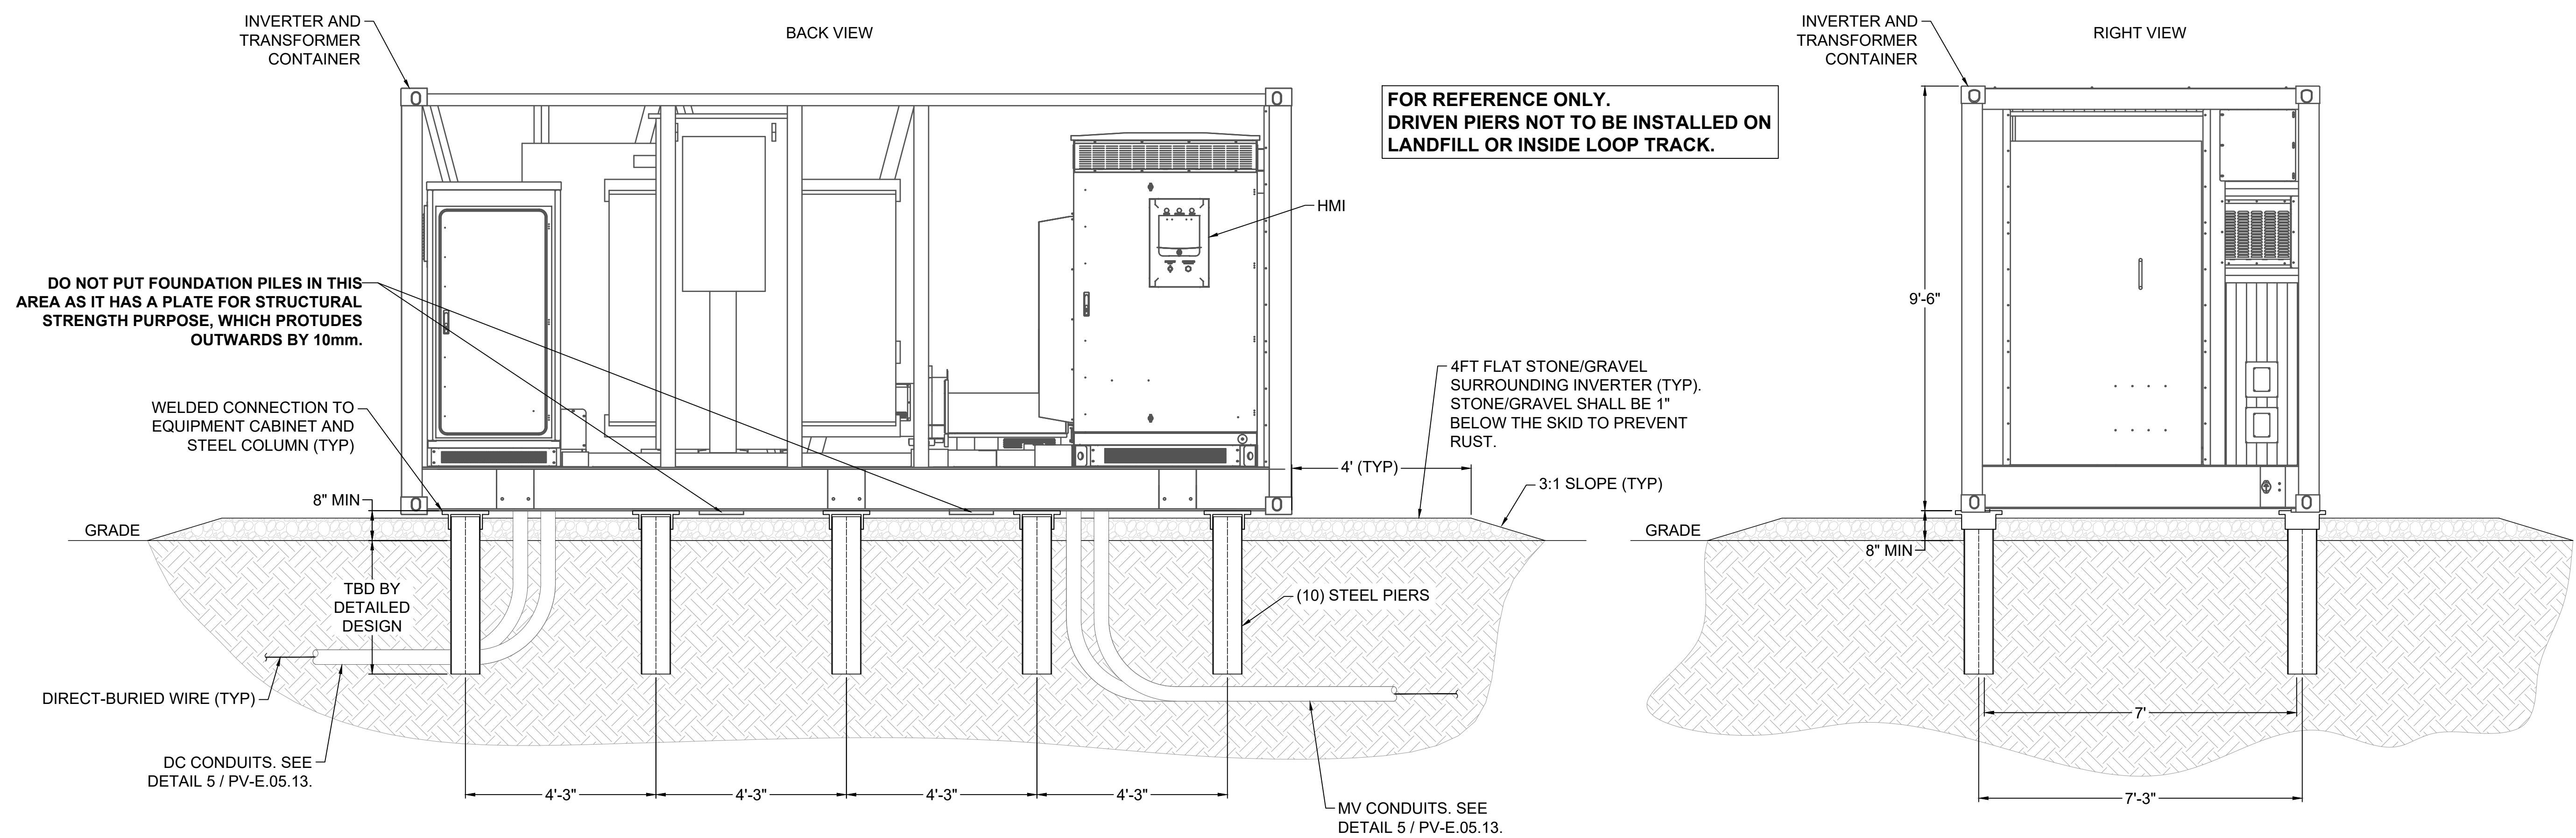 INVERTER AND
TRANSFORMER
CONTAINER
BACK VIEW
FOR REFERENCE ONLY.
DRIVEN PIERS NOT TO BE INSTALLED ON
LANDFILL OR INSIDE LOOP TRACK.
HMI
DO NOT PUT FOUNDATION PILES IN THIS
AREA AS IT HAS A PLATE FOR STRUCTURAL
STRENGTH PURPOSE, WHICH PROTUDES
OUTWARDS BY 10mm.
WELDED CONNECTION TO
EQUIPMENT CABINET AND
STEEL COLUMN (TYP)
4FT FLAT STONE/GRAVEL
SURROUNDING INVERTER (TYP).
STONE/GRAVEL SHALL BE 1"
BELOW THE SKID TO PREVENT
RUST.
4' (TYP)
3:1 SLOPE (TYP)
8" MIN
GRADE
TBD BY
DETAILED
DESIGN
(10) STEEL PIERS
DIRECT-BURIED WIRE (TYP)
DC CONDUITS. SEE
DETAIL 5 / PV-E.05.13.
4'-3"
4'-3"
4'-3"
4'-3"
MV CONDUITS. SEE
DETAIL 5 / PV-E.05.13.
INVERTER AND
TRANSFORMER
CONTAINER
RIGHT VIEW
9'-6"
GRADE
8" MIN
7'
7'-3"